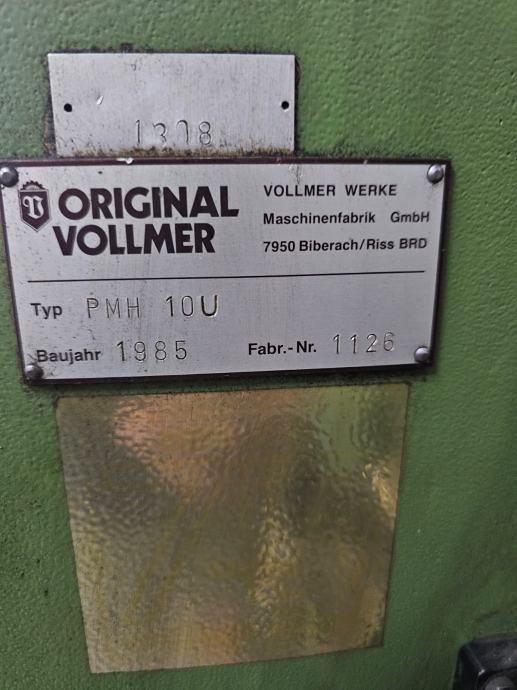 1308
ORIGINAL
VOLLMER
VOLLMER WERKE
Maschinenfabrik GmbH
7950 Biberach/Riss BRD
Typ PMH 10U
Baujahr 1985 Fabr.-Nr. 1126